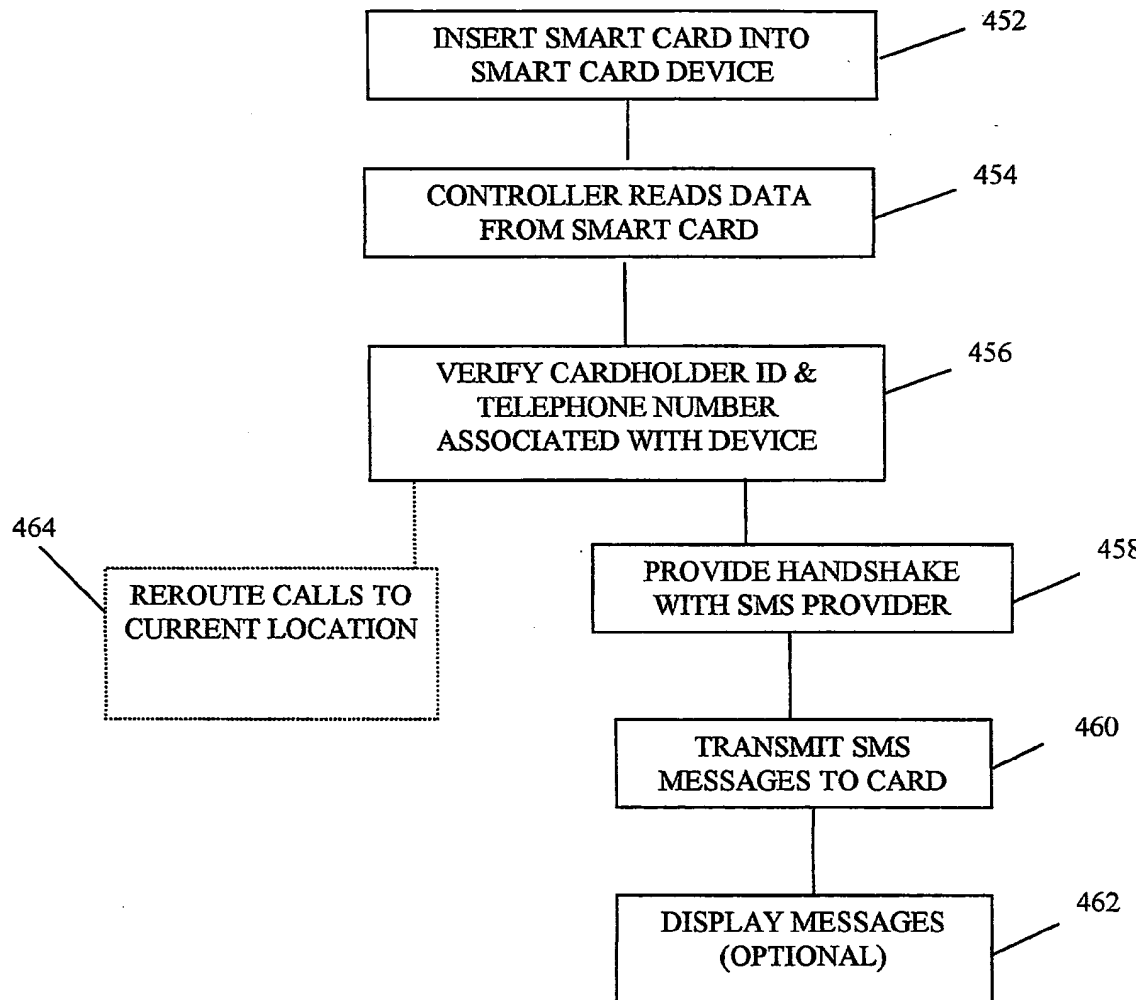 INSERT SMART CARD INTO
SMART CARD DEVICE
452
CONTROLLER READS DATA
FROM SMART CARD
454
VERIFY CARDHOLDER ID &
TELEPHONE NUMBER
ASSOCIATED WITH DEVICE
456
464
REROUTE CALLS TO
CURRENT LOCATION
PROVIDE HANDSHAKE
WITH SMS PROVIDER
458
TRANSMIT SMS
MESSAGES TO CARD
460
DISPLAY MESSAGES
(OPTIONAL)
462